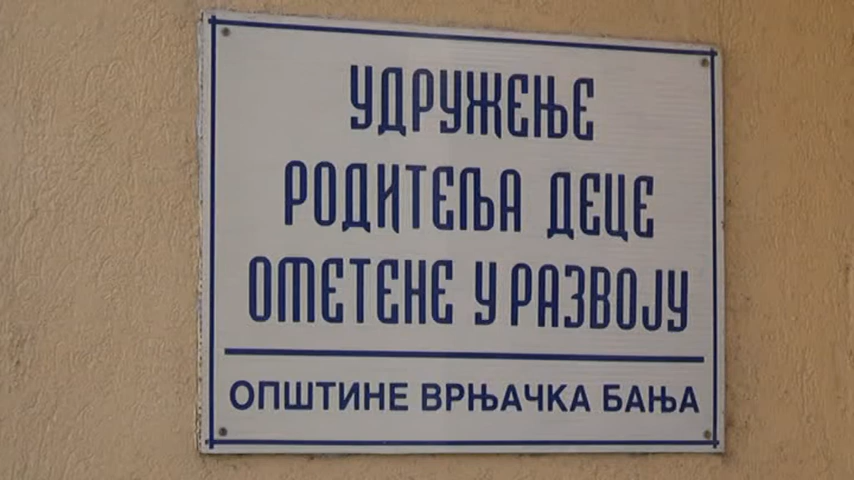 УДРУЖЕЊЕ
РОДИТЕЉА ДЕЦЕ
ОМЕТЕНЕ У РАЗВОЈУ
ОПШТИНЕ ВРЊАЧКА БАЊА